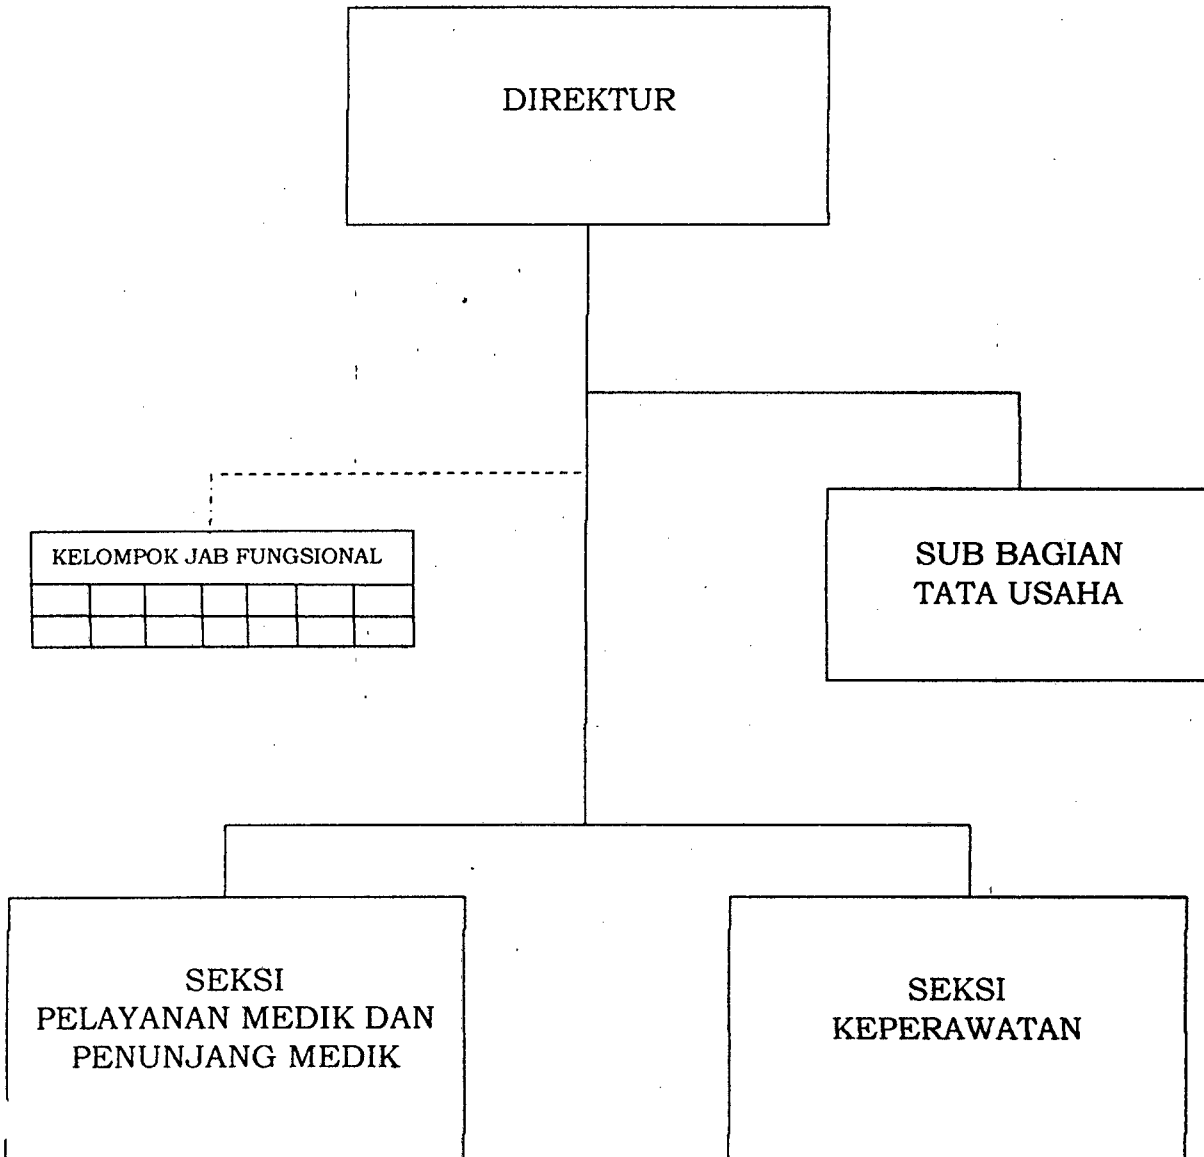 DIREKTUR
KELOMPOK JAB FUNGSIONAL
SUB BAGIAN
TATA USAHA
SEKSI
PELAYANAN MEDIK DAN
PENUNJANG MEDIK
SEKSI
KEPERAWATAN